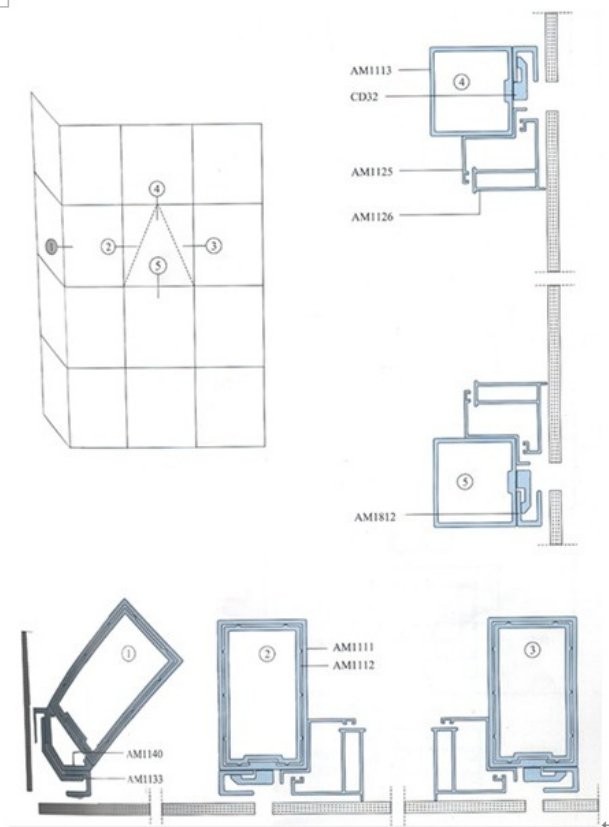 AM1113
④
CD32
AM1125
AM1126
④
① ② ③
⑤
⑤
AM1812
① ② AM1111 ③
AM1112
AM1140
AM1133